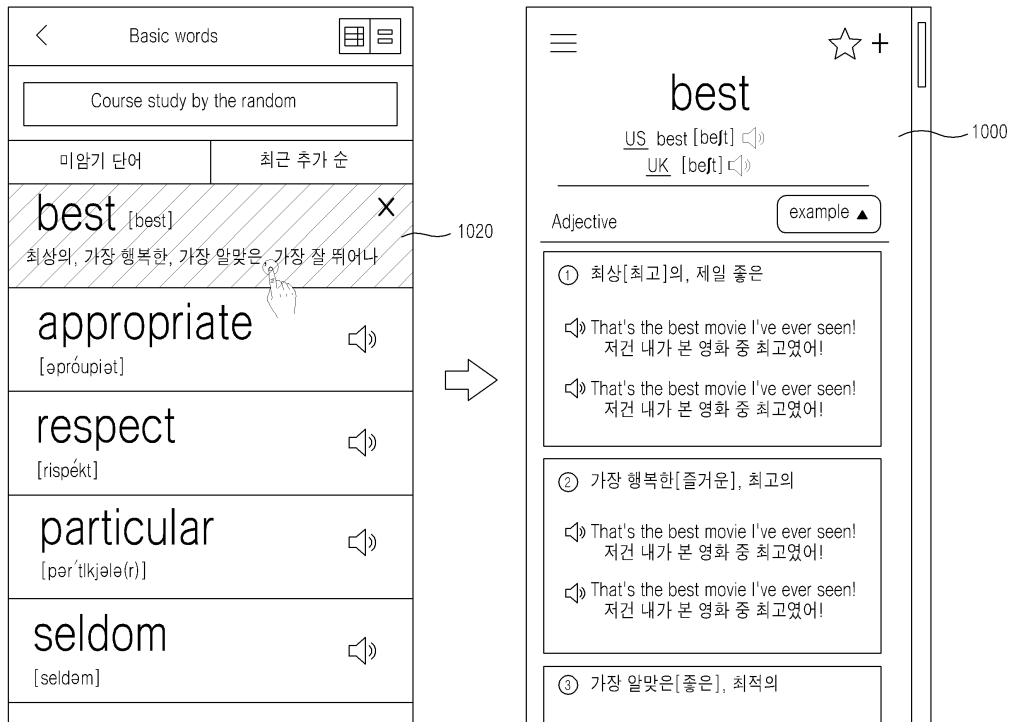 Basic words
Course study by the random
미암기 단어
최근 추가 순
best [best]
최상의, 가장 행복한, 가장 알맞은, 가장 잘 뛰어나
1020
appropriate
[əpróupiət]
respect
[rispékt]
particular
[pər′tlkjələ(r)]
seldom
[seldəm]
best
US best [beʃt]
UK [beʃt]
1000
Adjective
example ▲
① 최상[최고]의, 제일 좋은
That's the best movie I've ever seen!
저건 내가 본 영화 중 최고였어!
That's the best movie I've ever seen!
저건 내가 본 영화 중 최고였어!
② 가장 행복한[즐거운], 최고의
That's the best movie I've ever seen!
저건 내가 본 영화 중 최고였어!
That's the best movie I've ever seen!
저건 내가 본 영화 중 최고였어!
③ 가장 알맞은[좋은], 최적의